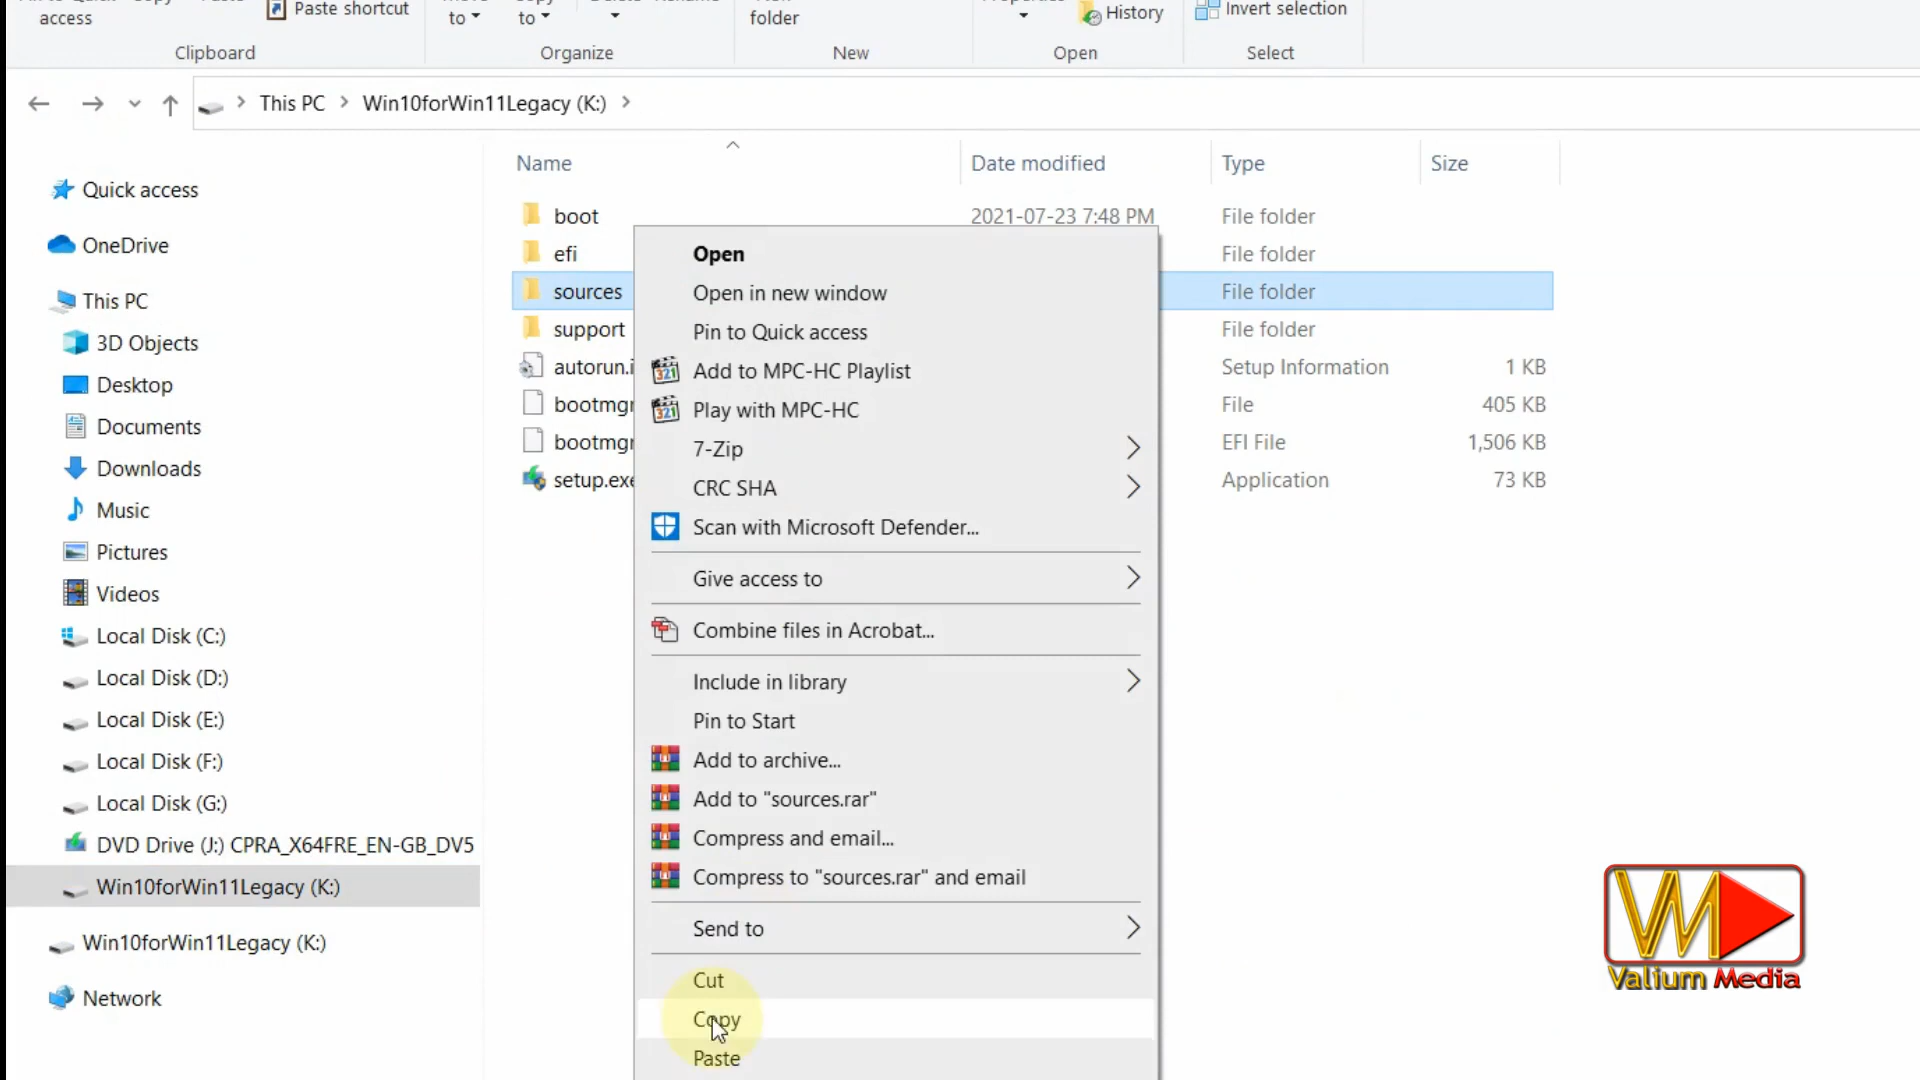 access
Paste shortcut
to
to
folder
History
Invert selection
Clipboard
Organize
New
Open
Select
This PC
Win10forWin11Legacy (K:)
Name
Date modified
Type
Size
Quick access
OneDrive
This PC
3D Objects
Desktop
Documents
Downloads
Music
Pictures
Videos
Local Disk (C:)
Local Disk (D:)
Local Disk (E:)
Local Disk (F:)
Local Disk (G:)
DVD Drive (J:) CPRA_X64FRE_EN-GB_DV5
Win10forWin11Legacy (K:)
Win10forWin11Legacy (K:)
Network
boot 2021-07-23 7:48 PM File folder
efi File folder
sources File folder
support File folder
autorun.i Setup Information 1 KB
bootmgr File 405 KB
bootmgr EFI File 1,506 KB
setup.exe Application 73 KB
Open
Open in new window
Pin to Quick access
Add to MPC-HC Playlist
Play with MPC-HC
7-Zip
CRC SHA
Scan with Microsoft Defender...
Give access to
Combine files in Acrobat...
Include in library
Pin to Start
Add to archive...
Add to "sources.rar"
Compress and email...
Compress to "sources.rar" and email
Send to
Cut
Copy
Paste
VM
Valium Media